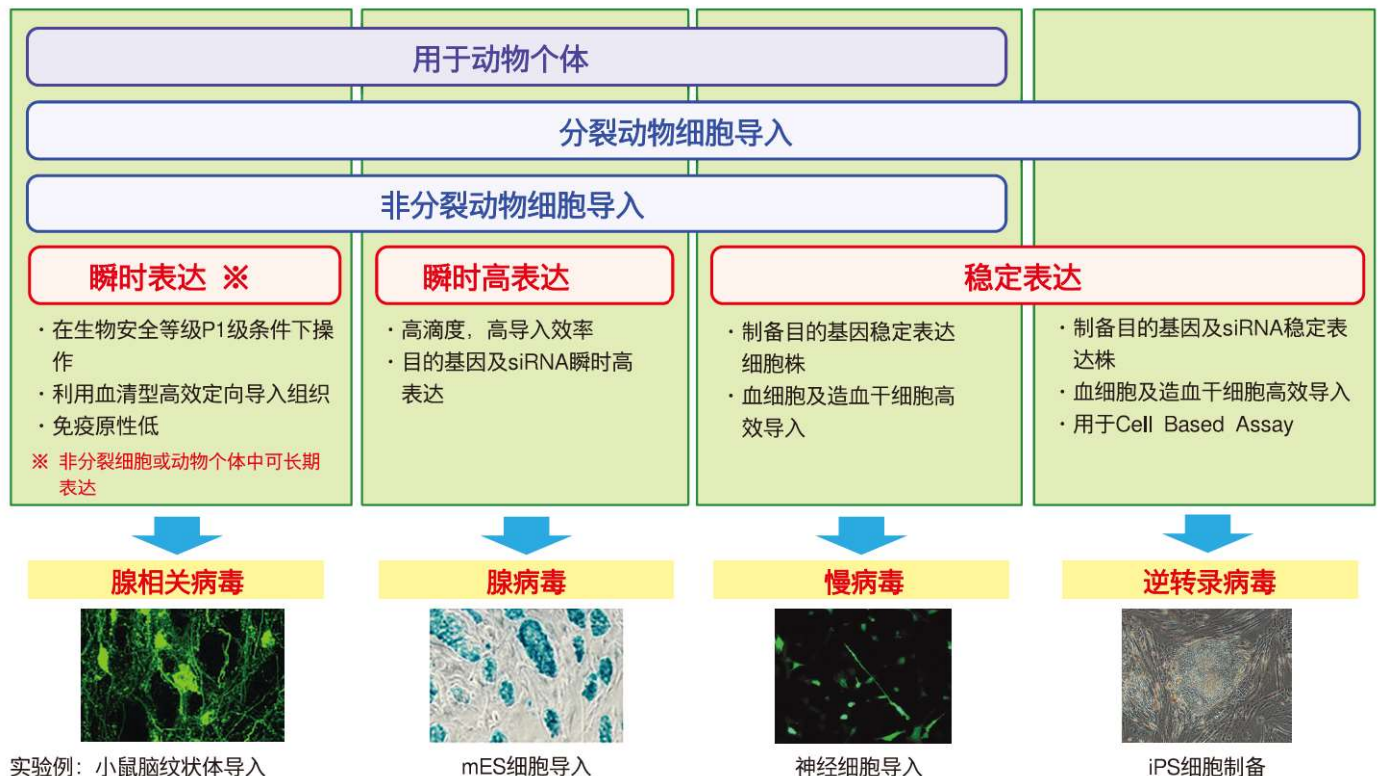 用于动物个体
分裂动物细胞导入
非分裂动物细胞导入
瞬时表达 ※
・在生物安全等级P1级条件下操
作
・利用血清型高效定向导入组织
・免疫原性低
※ 非分裂细胞或动物个体中可长期
表达
瞬时高表达
・高滴度，高导入效率
・目的基因及siRNA瞬时高
表达
稳定表达
・制备目的基因稳定表达
细胞株
・血细胞及造血干细胞高
效导入
・制备目的基因及siRNA稳定表
达株
・血细胞及造血干细胞高效导入
・用于Cell Based Assay
腺相关病毒
腺病毒
慢病毒
逆转录病毒
实验例：小鼠脑纹状体导入
mES细胞导入
神经细胞导入
iPS细胞制备